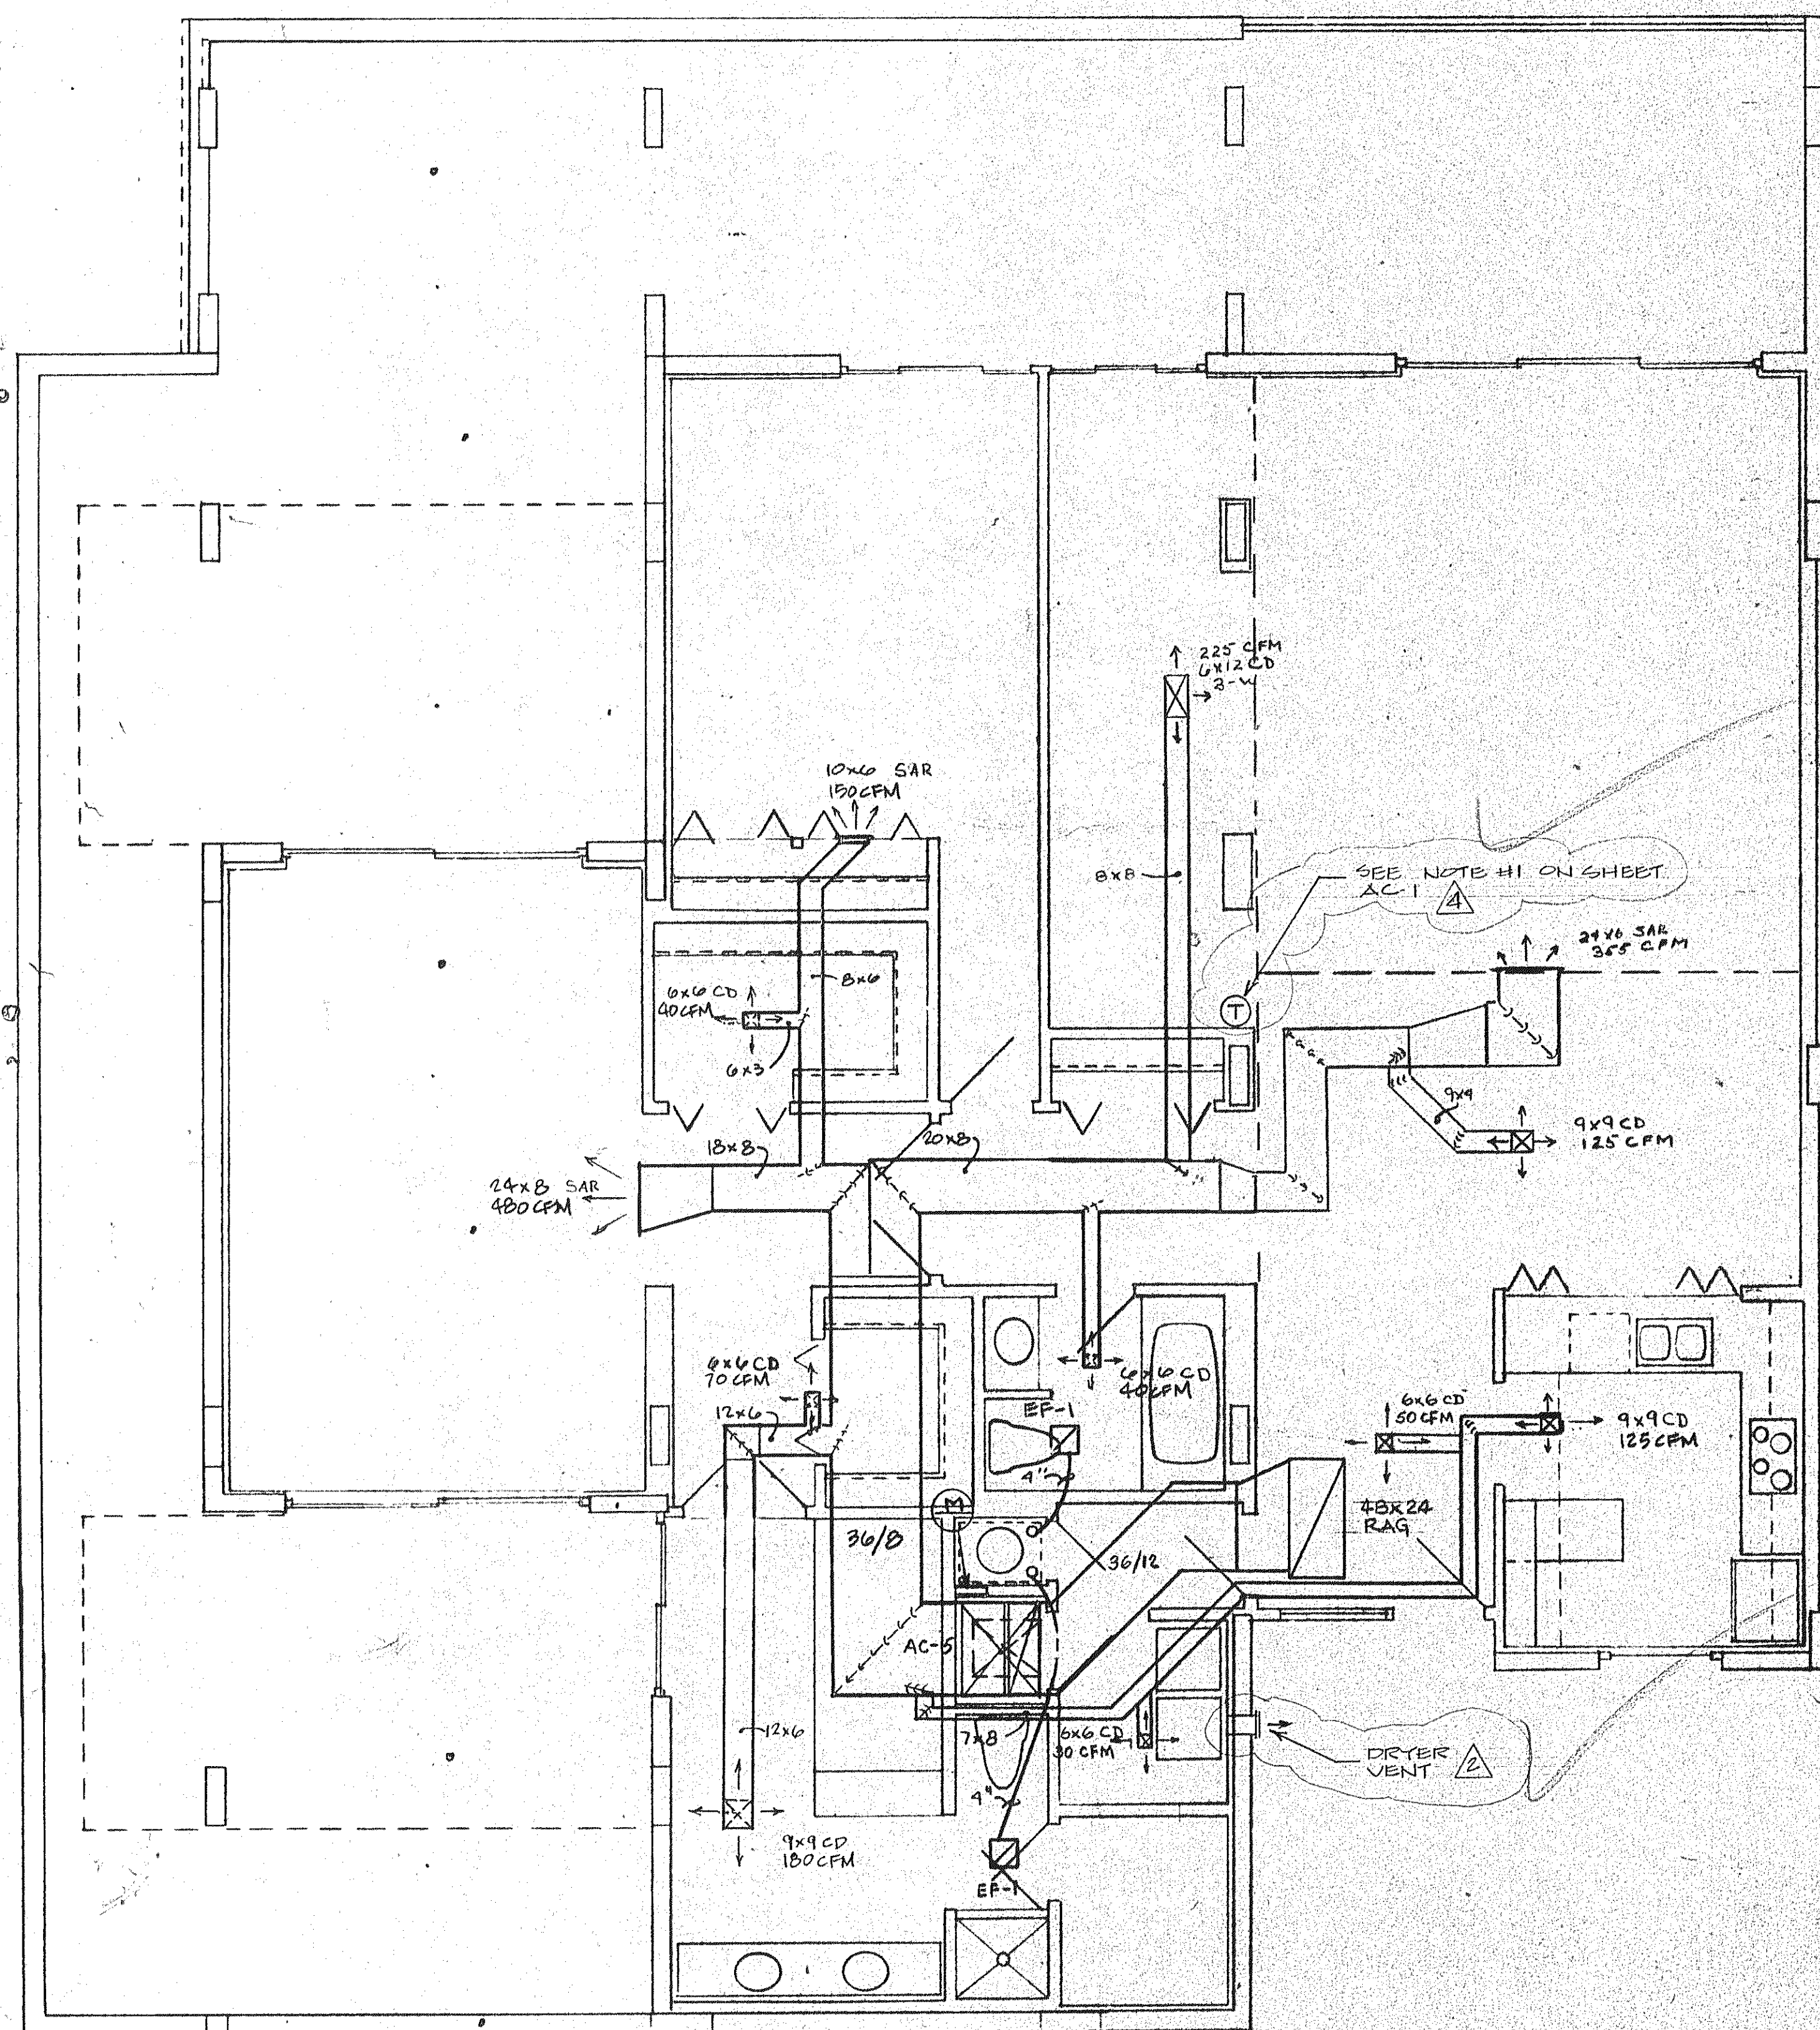 225 CFM
6x12 CD
3-W
10x6 SAR
150 CFM
8x8
SEE NOTE #1 ON SHEET
AC-1 4
24x6 SAR
355 CFM
T
8x6
6x6 CD
40 CFM
6x3
9x4
9x9 CD
125 CFM
18x8
20x8
24x8 SAR
480 CFM
6x6 CD
70 CFM
12x6
6x6 CD
40 CFM
EF-1
4"
6x6 CD
50 CFM
9x9 CD
125 CFM
48x24
RAG
M
36/8
36/12
AC-5
12x6
7x8
6x6 CD
30 CFM
4"
DRYER
VENT 2
9x9 CD
180 CFM
EF-1